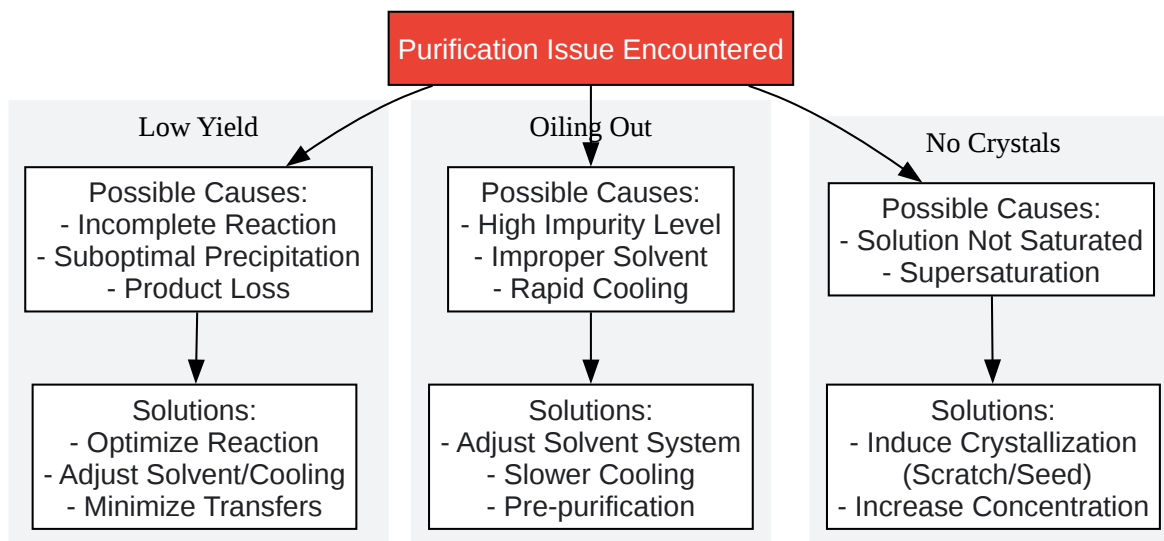 Purification Issue Encountered
Low Yield
Possible Causes:
- Incomplete Reaction
- Suboptimal Precipitation
- Product Loss
Solutions:
- Optimize Reaction
- Adjust Solvent/Cooling
- Minimize Transfers
Oiling Out
Possible Causes:
- High Impurity Level
- Improper Solvent
- Rapid Cooling
Solutions:
- Adjust Solvent System
- Slower Cooling
- Pre-purification
No Crystals
Possible Causes:
- Solution Not Saturated
- Supersaturation
Solutions:
- Induce Crystallization
(Scratch/Seed)
- Increase Concentration